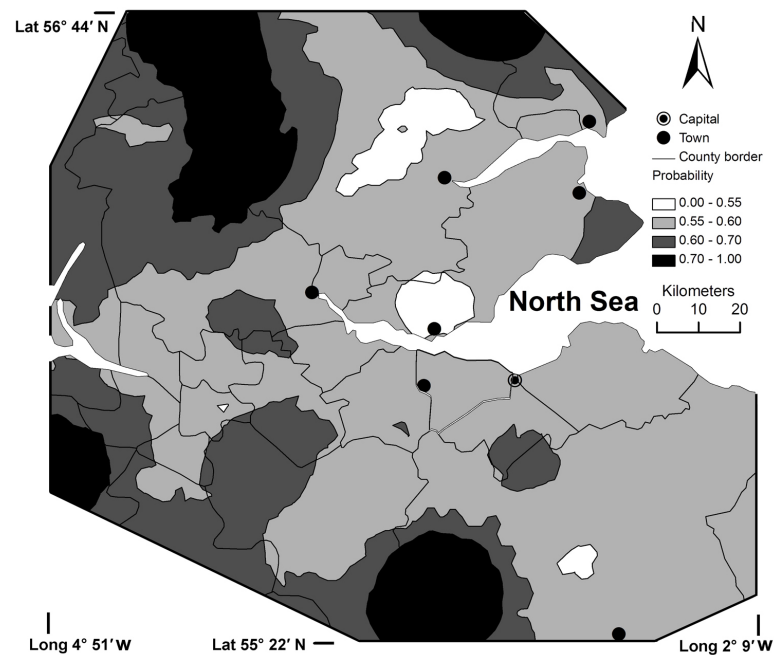 Lat 56° 44′ N
N
Capital
Town
County border
Probability
0.00 - 0.55
0.55 - 0.60
0.60 - 0.70
0.70 - 1.00
Kilometers
0 10 20
North Sea
Long 4° 51′ W
Lat 55° 22′ N
Long 2° 9′ W